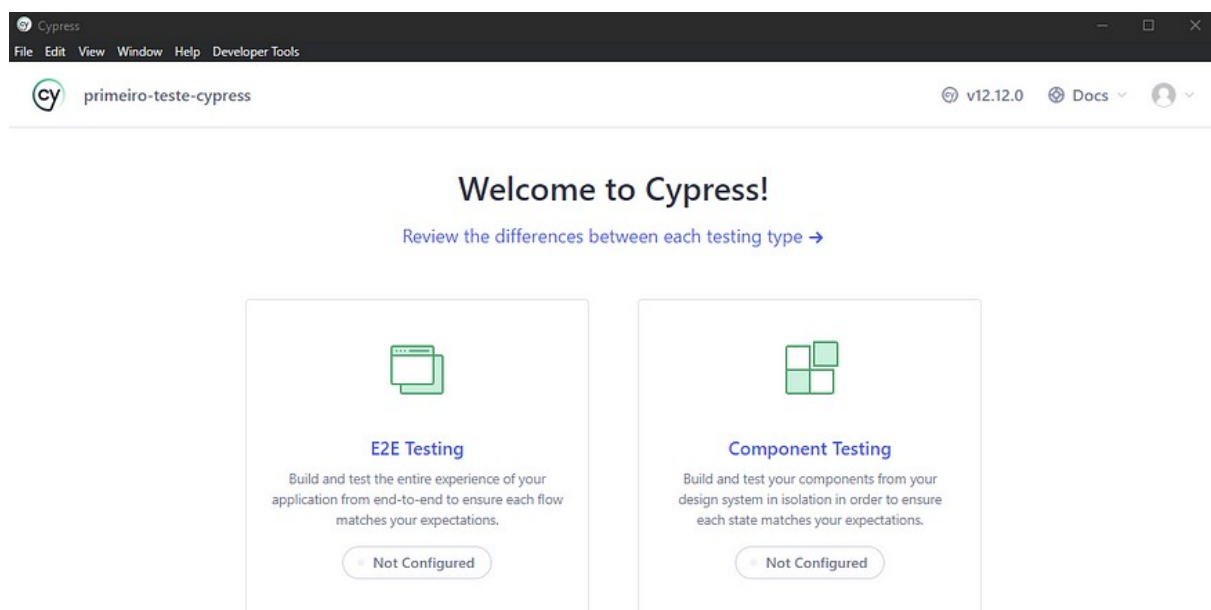 Cypress
File Edit View Window Help Developer Tools
cy primeiro-teste-cypress v12.12.0 Docs
Welcome to Cypress!
Review the differences between each testing type →
E2E Testing
Build and test the entire experience of your
application from end-to-end to ensure each flow
matches your expectations.
Not Configured
Component Testing
Build and test your components from your
design system in isolation in order to ensure
each state matches your expectations.
Not Configured